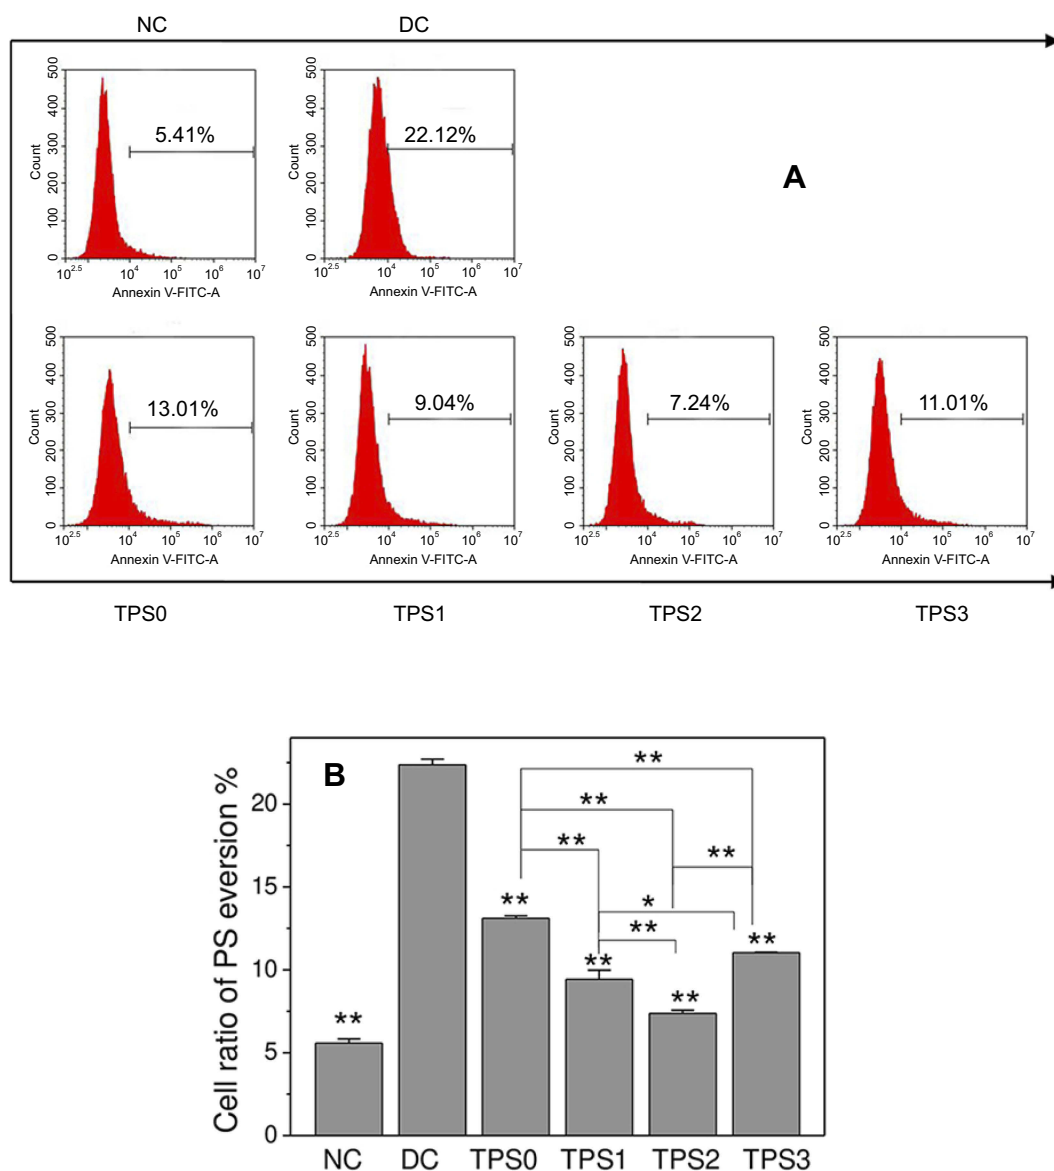 NC DC
500 400 300 200 100 0
Count
5.41%
10^2.5 10^4 10^5 10^6 10^7
Annexin V-FITC-A
500 400 300 200 100 0
Count
22.12%
10^2.5 10^4 10^5 10^6 10^7
Annexin V-FITC-A
A
500 400 300 200 100 0
Count
13.01%
10^2.5 10^4 10^5 10^6 10^7
Annexin V-FITC-A
500 400 300 200 100 0
Count
9.04%
10^2.5 10^4 10^5 10^6 10^7
Annexin V-FITC-A
500 400 300 200 100 0
Count
7.24%
10^2.5 10^4 10^5 10^6 10^7
Annexin V-FITC-A
500 400 300 200 100 0
Count
11.01%
10^2.5 10^4 10^5 10^6 10^7
Annexin V-FITC-A
TPS0 TPS1 TPS2 TPS3
B
Cell ratio of PS eversion %
20
15
10
5
0
**
**
**
**
*
**
**
**
**
**
**
NC DC TPS0 TPS1 TPS2 TPS3